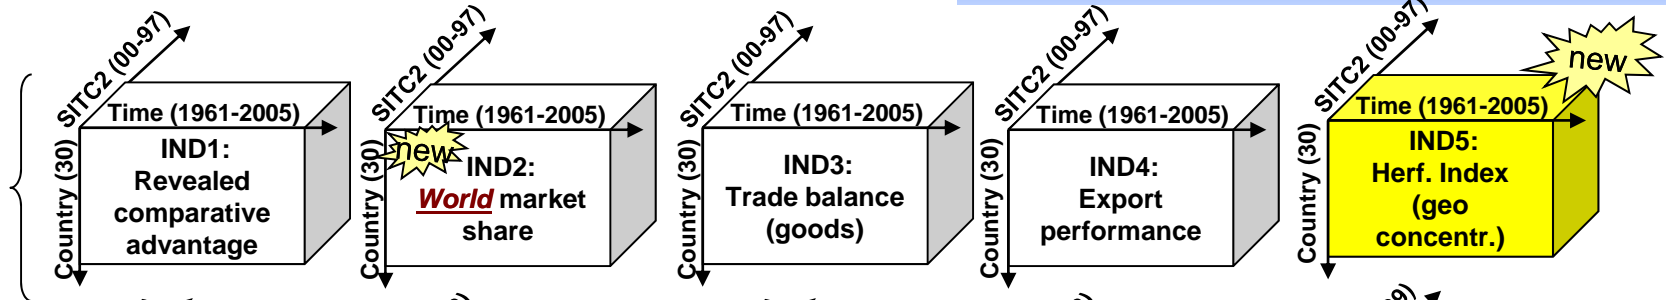 SITC2 (00-97)
Time (1961-2005)
Country (30)
IND1:
Revealed
comparative
advantage
SITC2 (00-97)
Time (1961-2005)
Country (30)
new
IND2:
World market
share
SITC2 (00-97)
Time (1961-2005)
Country (30)
IND3:
Trade balance
(goods)
SITC2 (00-97)
Time (1961-2005)
Country (30)
IND4:
Export
performance
SITC2 (00-97)
new
Time (1961-2005)
Country (30)
IND5:
Herf. Index
(geo
concentr.)